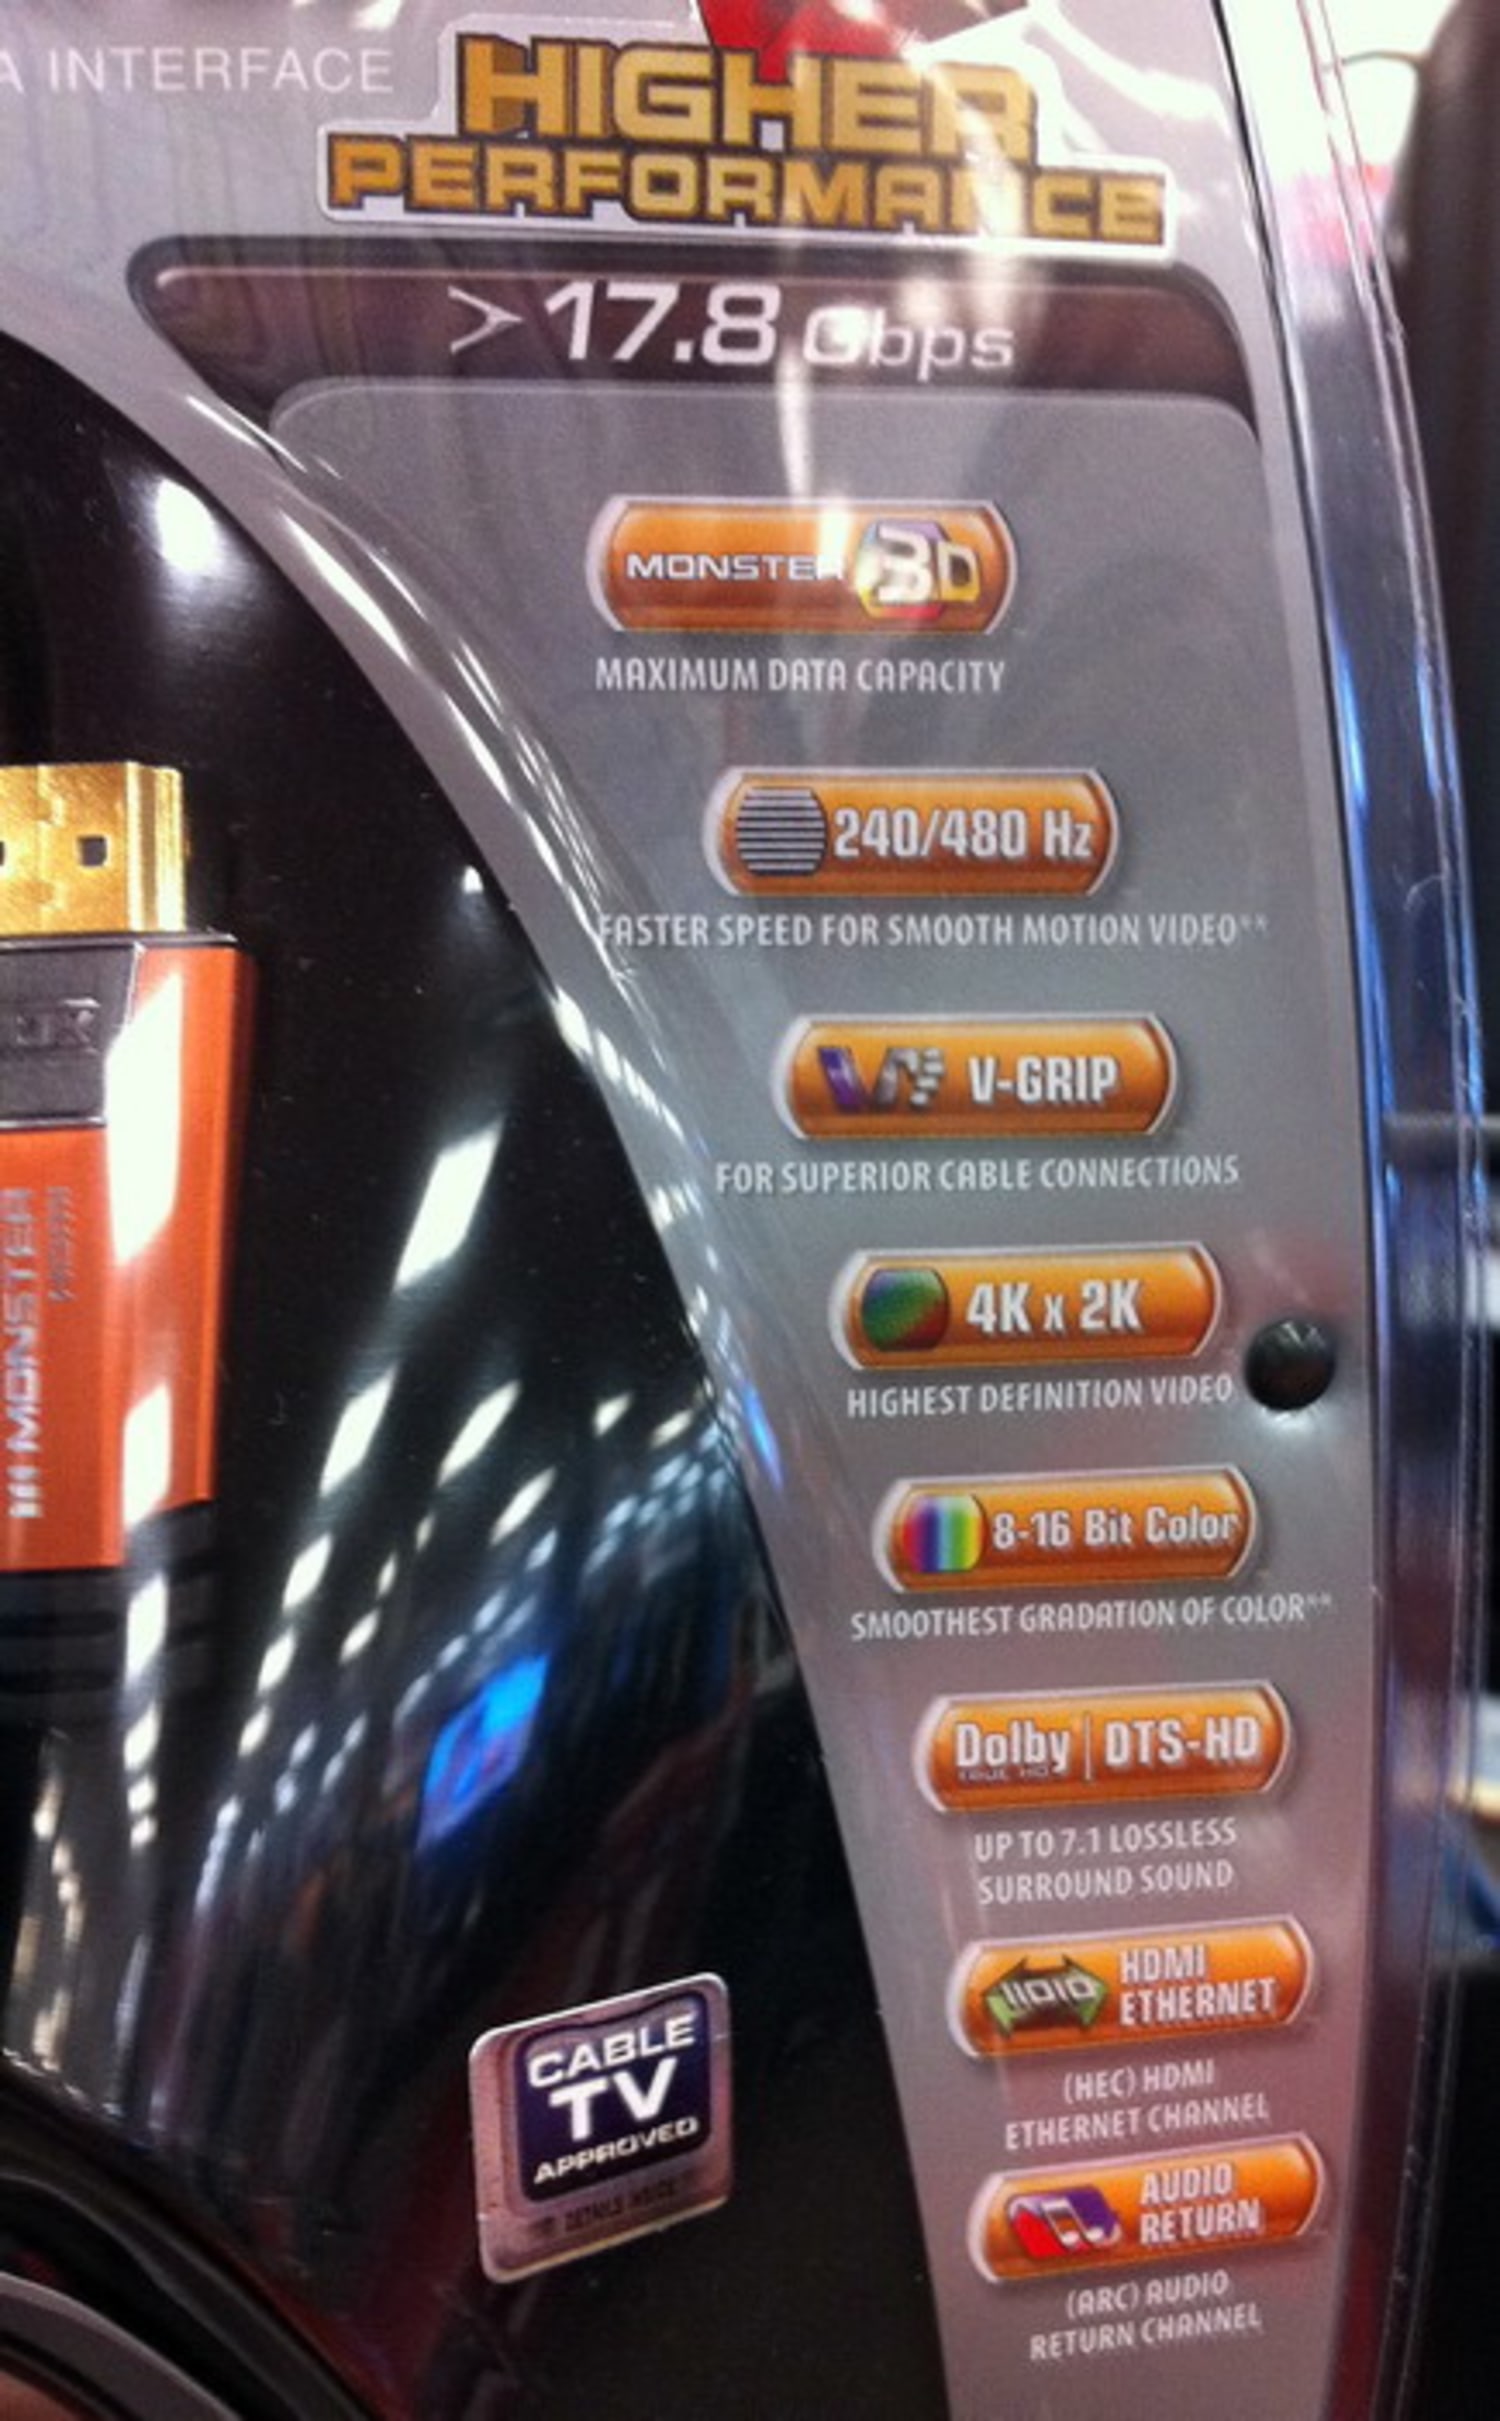 A INTERFACE
HIGHER
PERFORMANCE
>17.8 Gbps
MONSTER 3D
MAXIMUM DATA CAPACITY
240/480 Hz
FASTER SPEED FOR SMOOTH MOTION VIDEO**
V-GRIP
FOR SUPERIOR CABLE CONNECTIONS
4K x 2K
HIGHEST DEFINITION VIDEO
8-16 Bit Color
SMOOTHEST GRADATION OF COLOR**
Dolby | DTS-HD
TRUE HD
UP TO 7.1 LOSSLESS
SURROUND SOUND
11010
HDMI
ETHERNET
(HEC) HDMI
ETHERNET CHANNEL
AUDIO
RETURN
(ARC) AUDIO
RETURN CHANNEL
MONSTER
CABLE
TV
APPROVED
DETAILS INSIDE